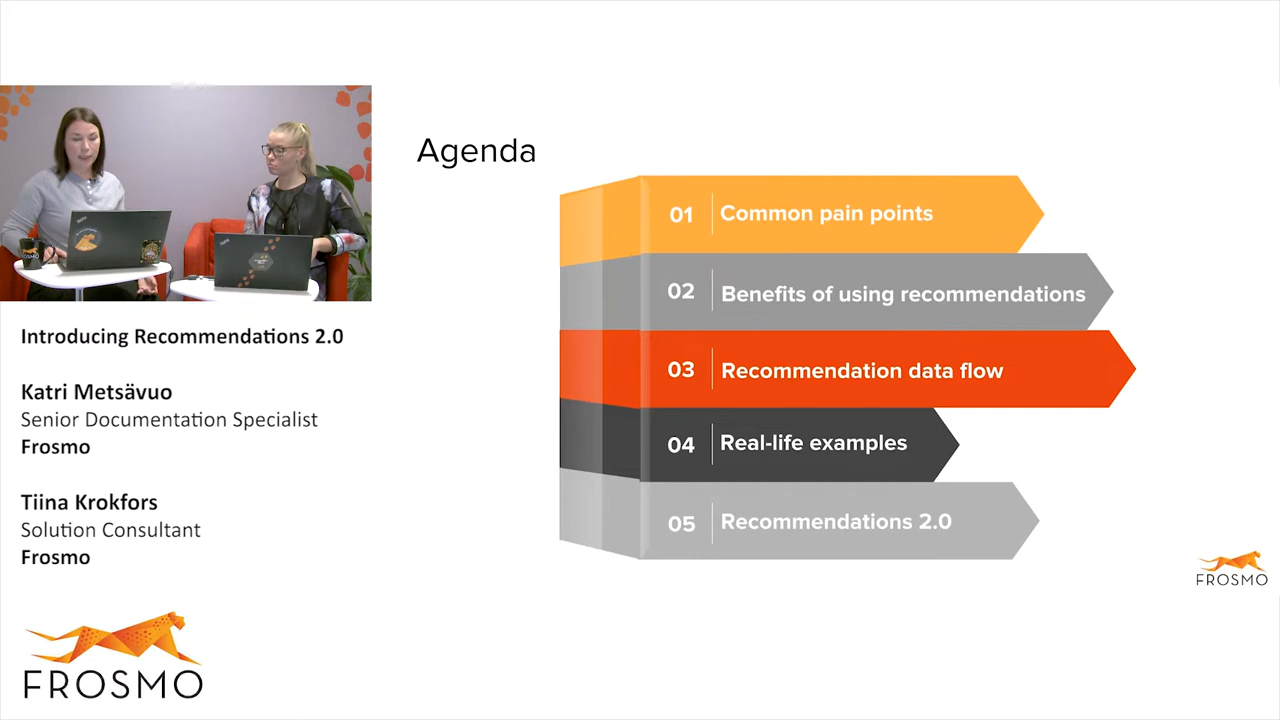 Agenda
01 Common pain points
02 Benefits of using recommendations
03 Recommendation data flow
04 Real-life examples
05 Recommendations 2.0
Introducing Recommendations 2.0
Katri Metsävuo
Senior Documentation Specialist
Frosmo
Tiina Krokfors
Solution Consultant
Frosmo
FROSMO
FROSMO
FROSMO